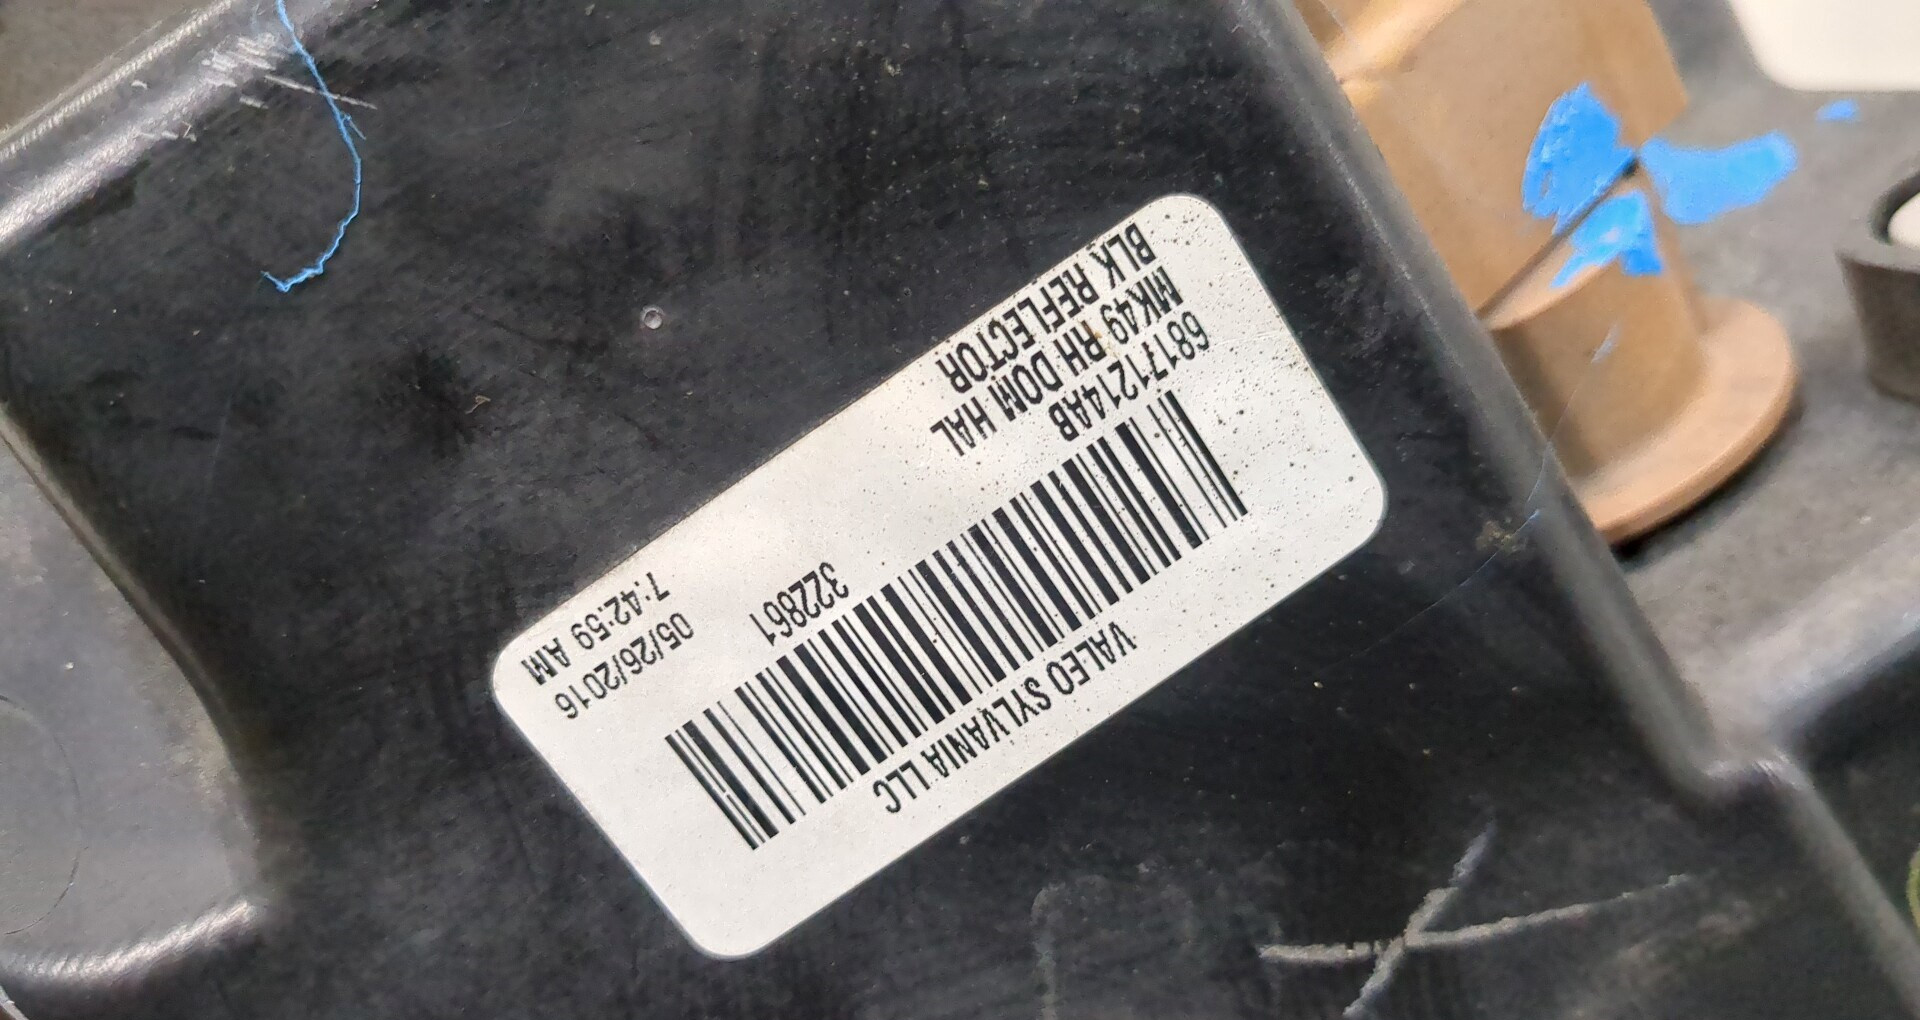 VALEO SYLVANIA LLC
68171214AB
MK49 RH DOM HAL
BLK REFLECTOR
322861
05/26/2016
7:42:59 AM